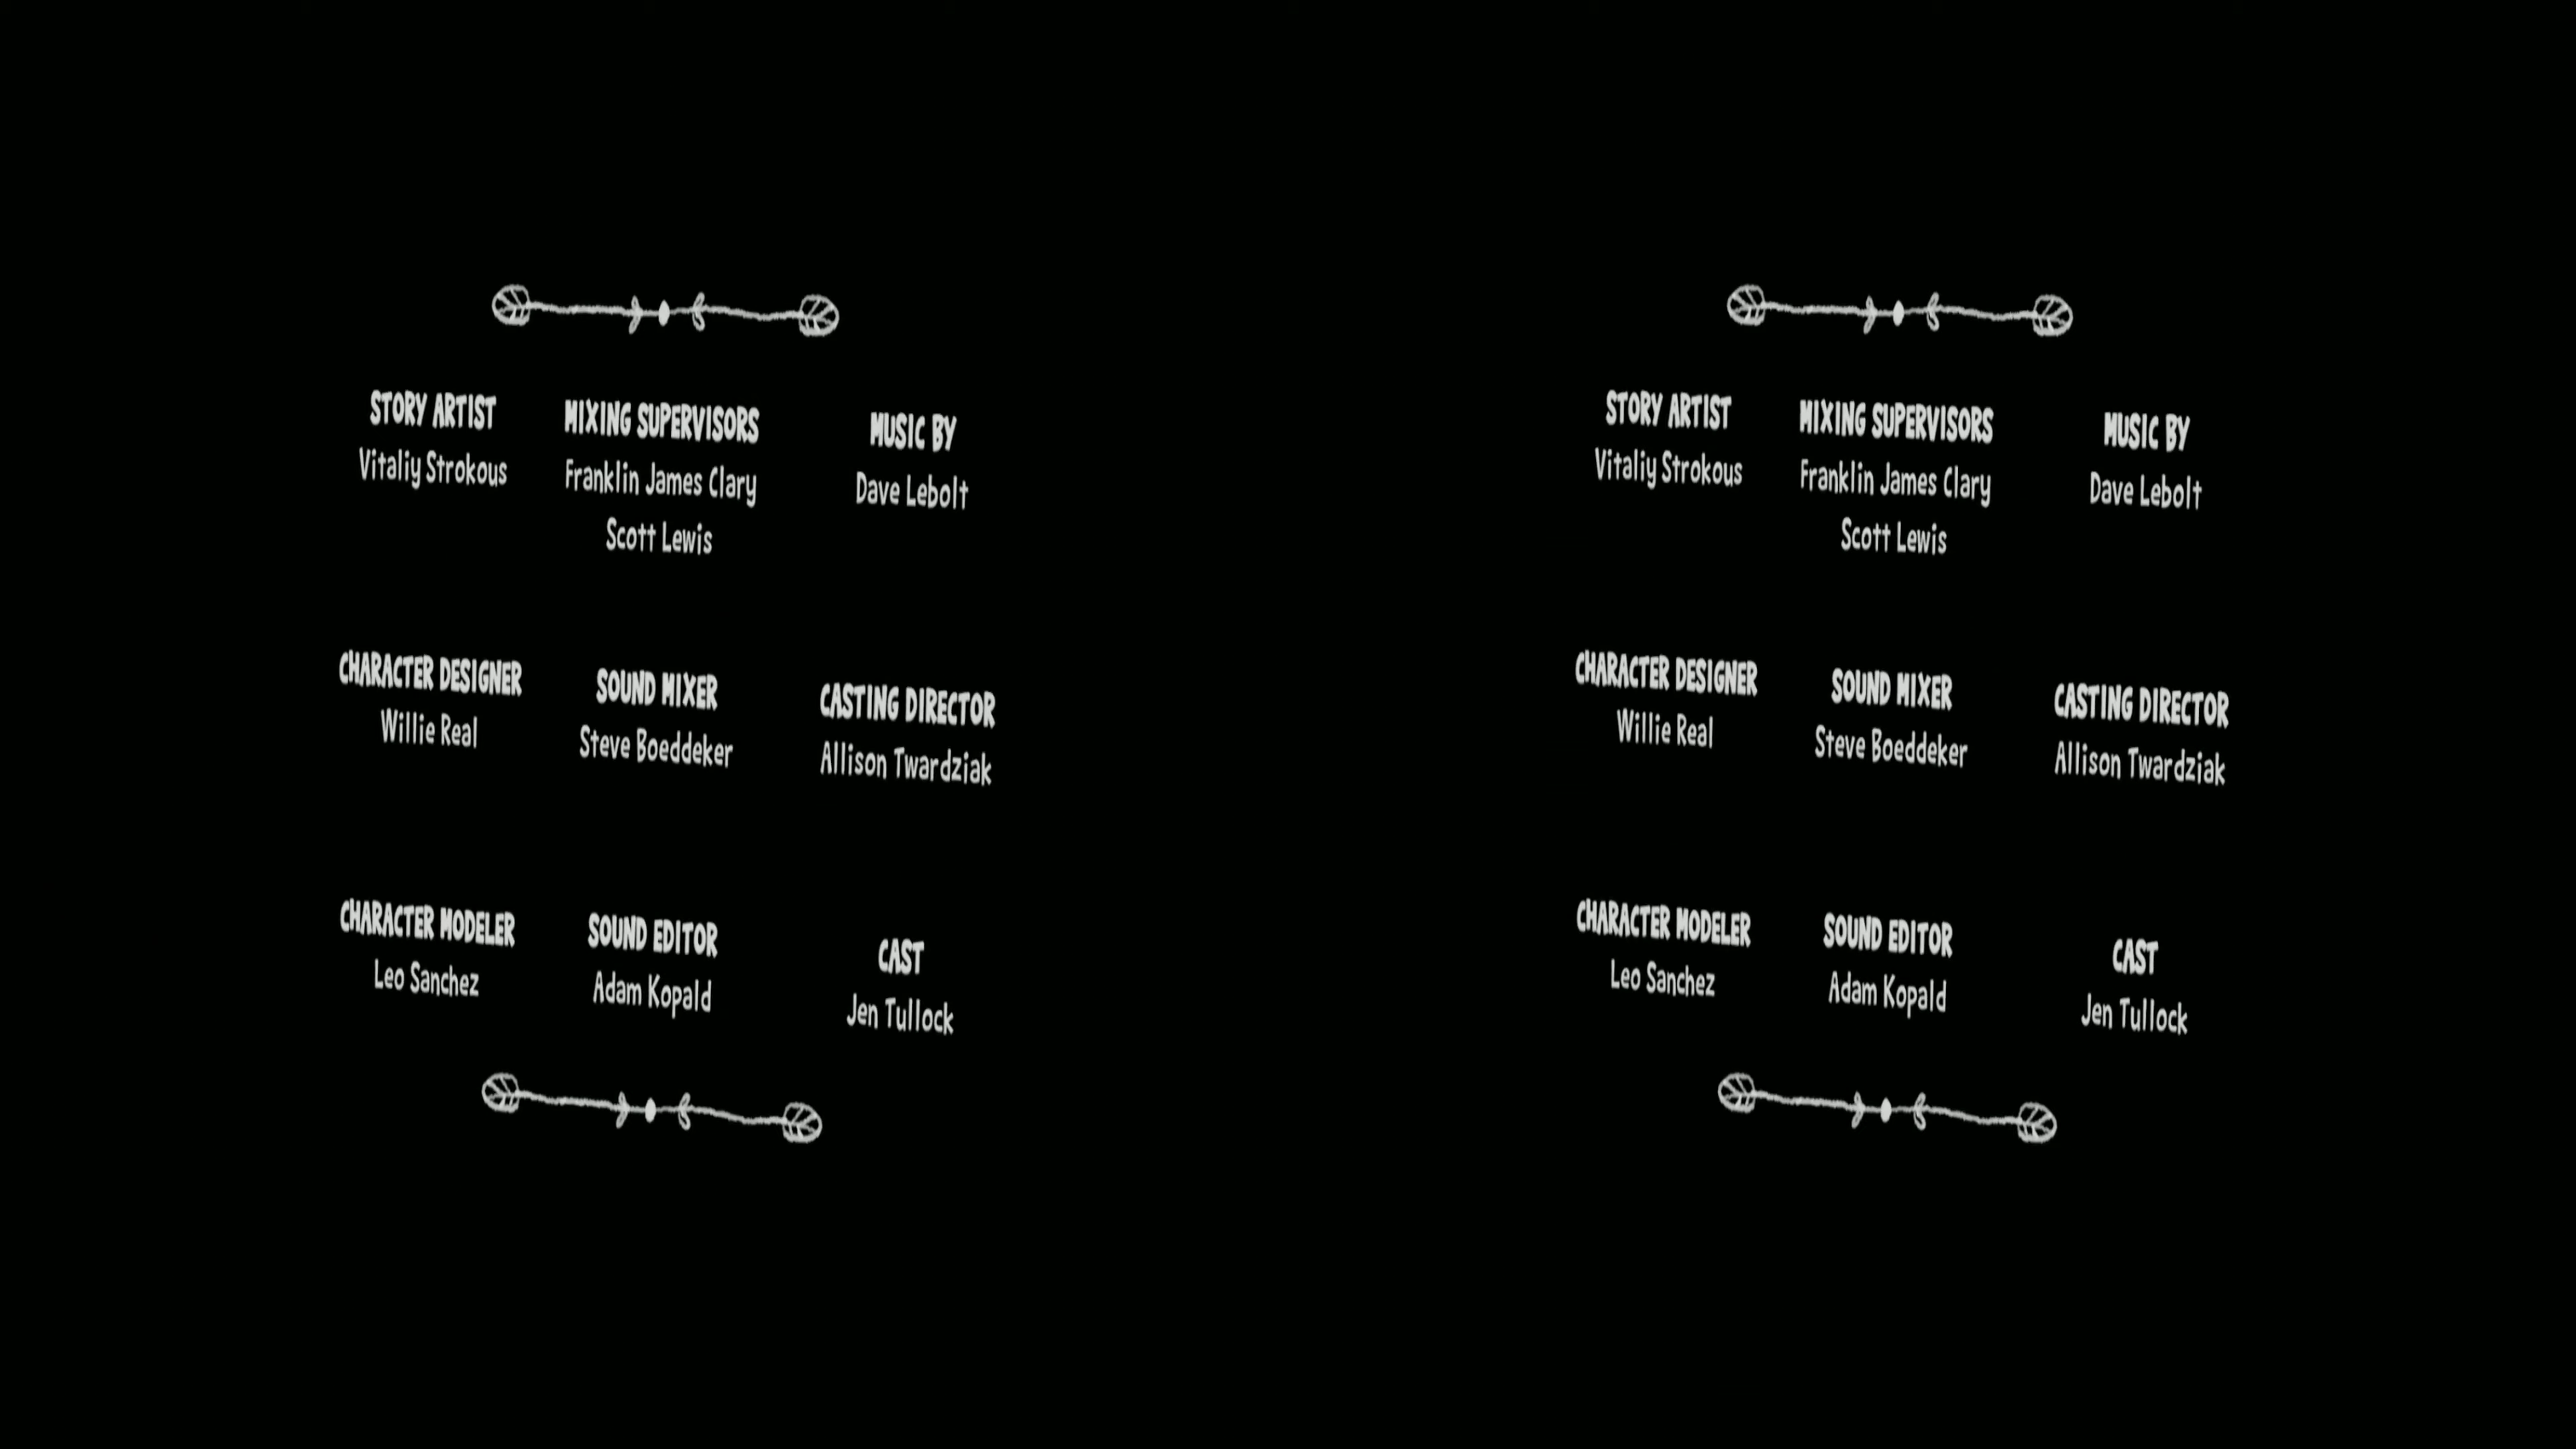 STORY ARTIST
Vitaliy Strokous
MIXING SUPERVISORS
Franklin James Clary
Scott Lewis
MUSIC BY
Dave Lebolt
CHARACTER DESIGNER
Willie Real
SOUND MIXER
Steve Boeddeker
CASTING DIRECTOR
Allison Twardziak
CHARACTER MODELER
Leo Sanchez
SOUND EDITOR
Adam Kopald
CAST
Jen Tullock
STORY ARTIST
Vitaliy Strokous
MIXING SUPERVISORS
Franklin James Clary
Scott Lewis
MUSIC BY
Dave Lebolt
CHARACTER DESIGNER
Willie Real
SOUND MIXER
Steve Boeddeker
CASTING DIRECTOR
Allison Twardziak
CHARACTER MODELER
Leo Sanchez
SOUND EDITOR
Adam Kopald
CAST
Jen Tullock